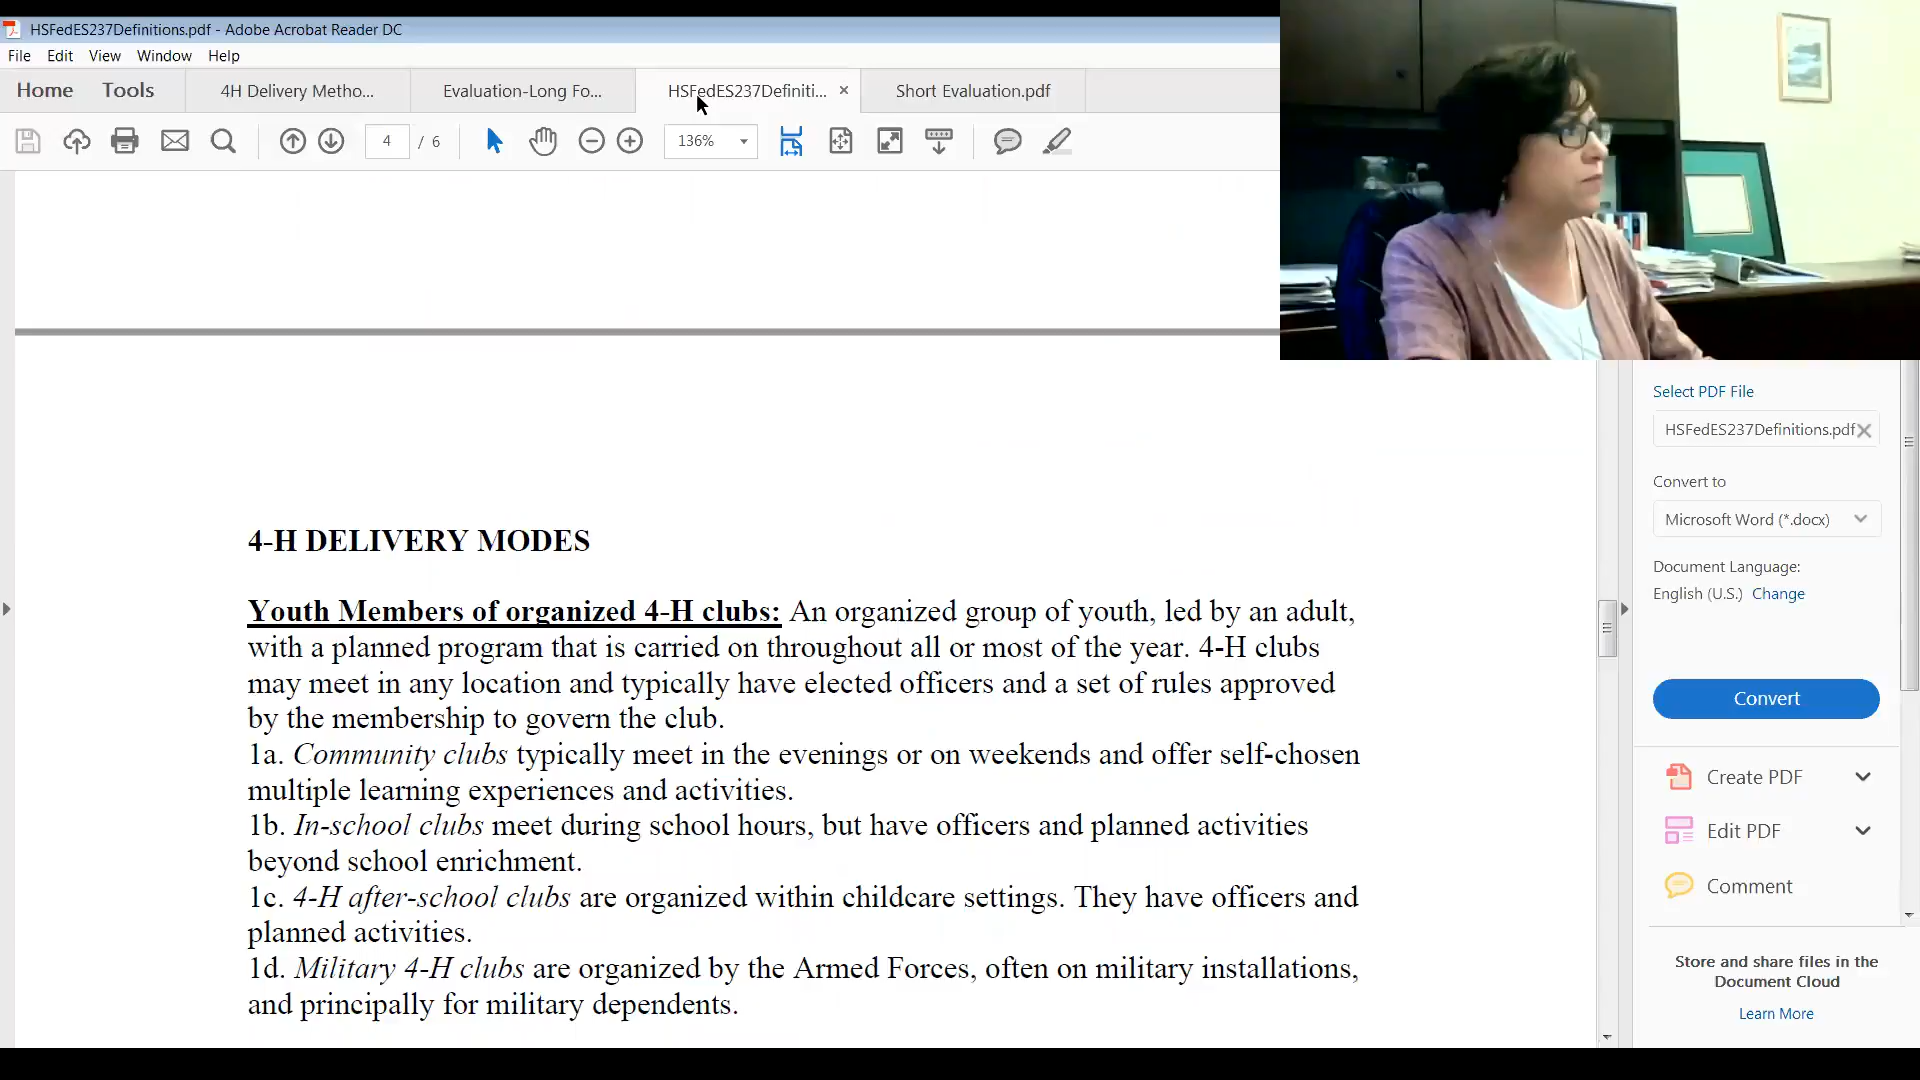 HSFedES237Definitions.pdf - Adobe Acrobat Reader DC
File Edit View Window Help
Home Tools 4H Delivery Metho... Evaluation-Long Fo... HSFedES237Definiti... Short Evaluation.pdf
4 / 6 136%
4-H DELIVERY MODES
Youth Members of organized 4-H clubs: An organized group of youth, led by an adult,
with a planned program that is carried on throughout all or most of the year. 4-H clubs
may meet in any location and typically have elected officers and a set of rules approved
by the membership to govern the club.
1a. Community clubs typically meet in the evenings or on weekends and offer self-chosen
multiple learning experiences and activities.
1b. In-school clubs meet during school hours, but have officers and planned activities
beyond school enrichment.
1c. 4-H after-school clubs are organized within childcare settings. They have officers and
planned activities.
1d. Military 4-H clubs are organized by the Armed Forces, often on military installations,
and principally for military dependents.
Select PDF File
HSFedES237Definitions.pdf
Convert to
Microsoft Word (*.docx)
Document Language:
English (U.S.) Change
Convert
Create PDF
Edit PDF
Comment
Store and share files in the
Document Cloud
Learn More